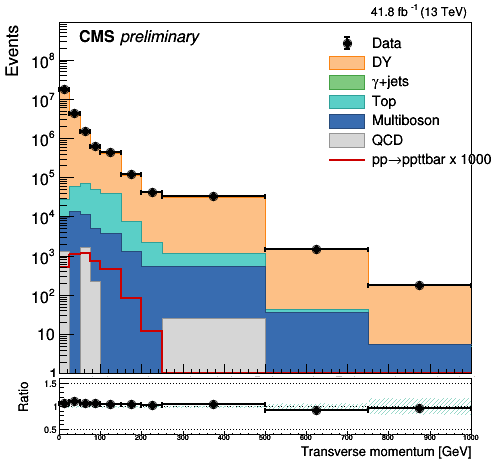 41.8 fb⁻¹ (13 TeV)
CMS preliminary
Events
Data
DY
γ+jets
Top
Multiboson
QCD
pp→ppttbar x 1000
10⁸
10⁷
10⁶
10⁵
10⁴
10³
10²
10
1
Ratio
1.5
1
0.5
0 100 200 300 400 500 600 700 800 900 1000
Transverse momentum [GeV]